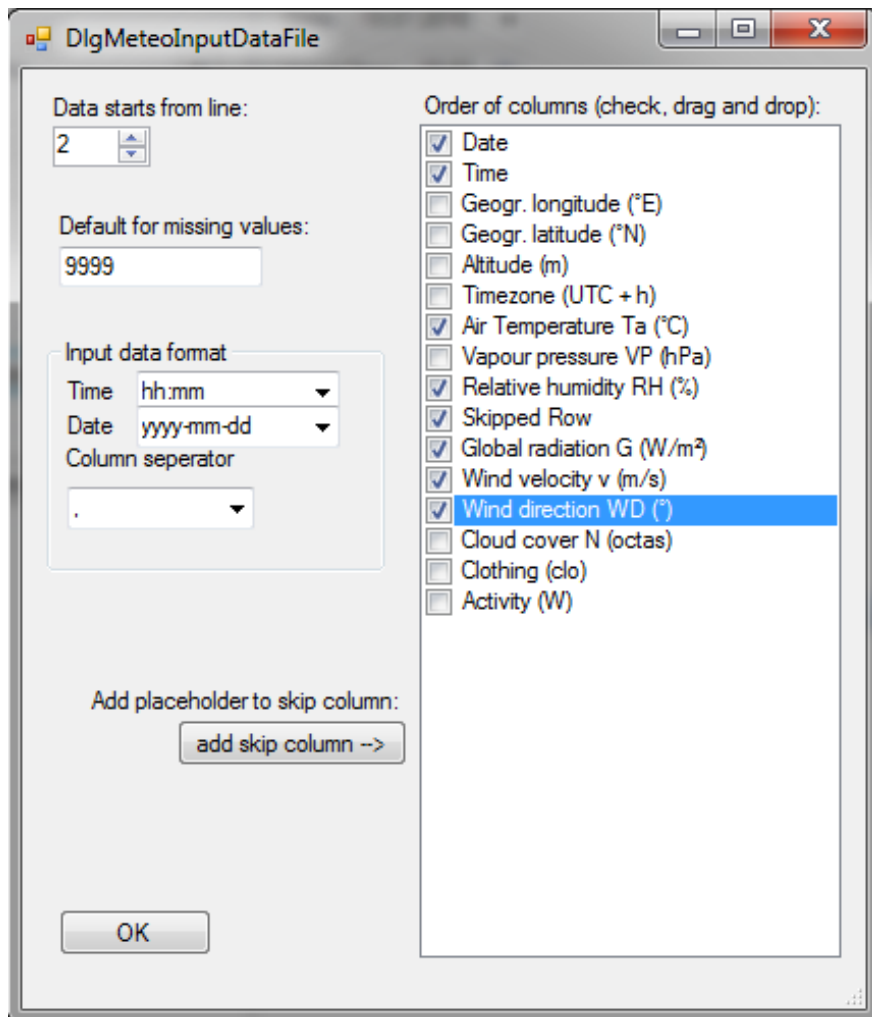 DlgMeteoInputDataFile
Data starts from line:
2
Default for missing values:
9999
Input data format
Time hh:mm
Date yyyy-mm-dd
Column seperator
,
Add placeholder to skip column:
add skip column -->
OK
Order of columns (check, drag and drop):
Date
Time
Geogr. longitude (°E)
Geogr. latitude (°N)
Altitude (m)
Timezone (UTC + h)
Air Temperature Ta (°C)
Vapour pressure VP (hPa)
Relative humidity RH (%)
Skipped Row
Global radiation G (W/m²)
Wind velocity v (m/s)
Wind direction WD (°)
Cloud cover N (octas)
Clothing (clo)
Activity (W)